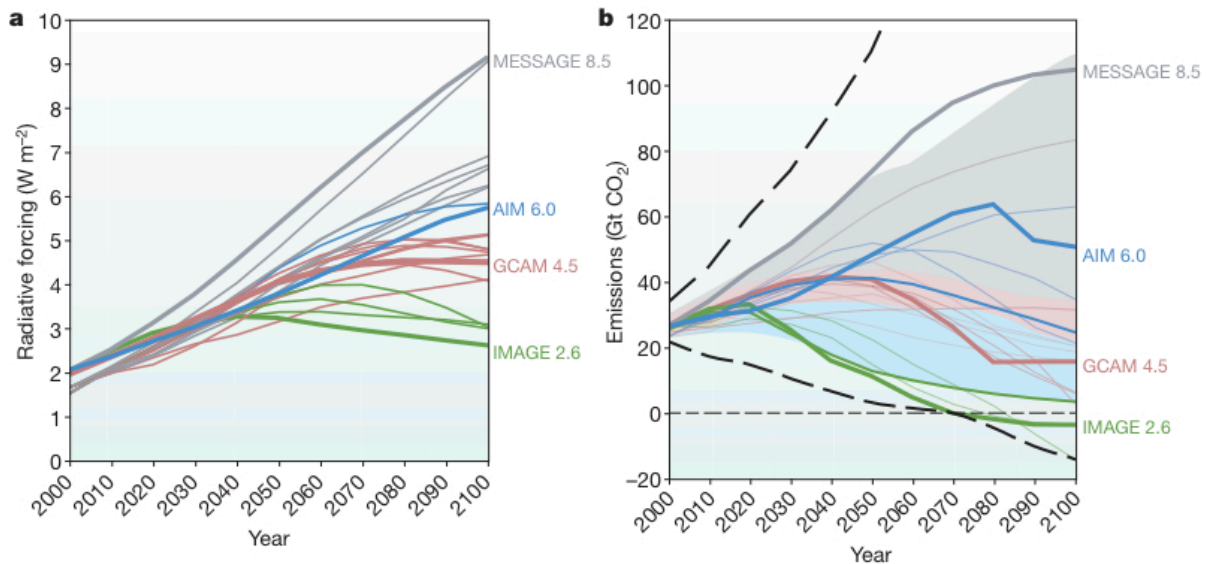 a
10
9
8
7
6
5
4
3
2
1
0
Radiative forcing (W m⁻²)
MESSAGE 8.5
AIM 6.0
GCAM 4.5
IMAGE 2.6
2000 2010 2020 2030 2040 2050 2060 2070 2080 2090 2100
Year
b
120
100
80
60
40
20
0
−20
Emissions (Gt CO₂)
MESSAGE 8.5
AIM 6.0
GCAM 4.5
IMAGE 2.6
2000 2010 2020 2030 2040 2050 2060 2070 2080 2090 2100
Year